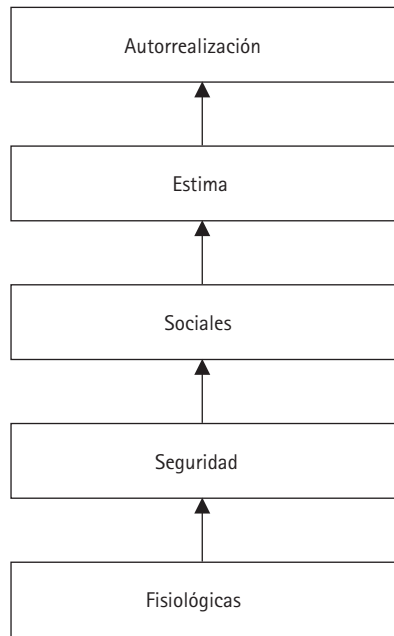 Autorrealización
Estima
Sociales
Seguridad
Fisiológicas